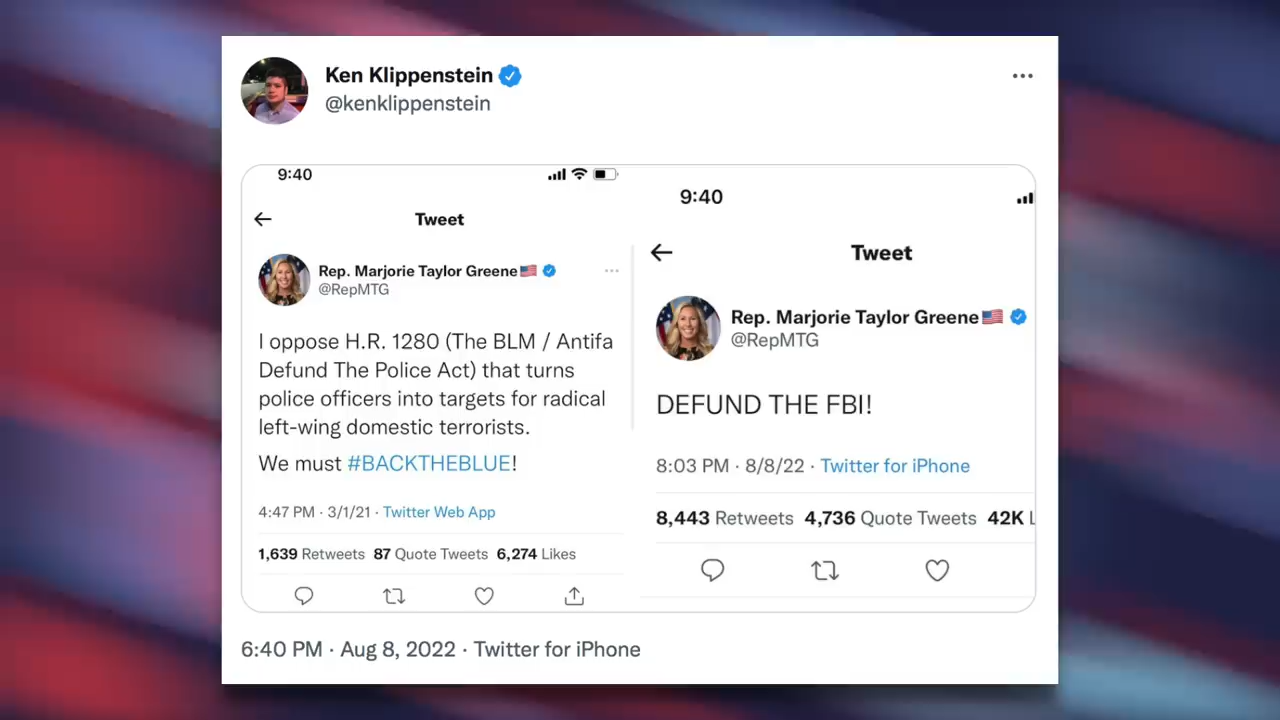 Ken Klippenstein
@kenklippenstein
9:40
Tweet
Rep. Marjorie Taylor Greene🇺🇸
@RepMTG
I oppose H.R. 1280 (The BLM / Antifa
Defund The Police Act) that turns
police officers into targets for radical
left-wing domestic terrorists.
We must #BACKTHEBLUE!
4:47 PM · 3/1/21 · Twitter Web App
1,639 Retweets 87 Quote Tweets 6,274 Likes
9:40
Tweet
Rep. Marjorie Taylor Greene🇺🇸
@RepMTG
DEFUND THE FBI!
8:03 PM · 8/8/22 · Twitter for iPhone
8,443 Retweets 4,736 Quote Tweets 42K L
6:40 PM · Aug 8, 2022 · Twitter for iPhone